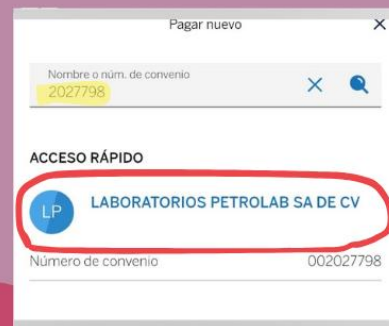 Pagar nuevo X
Nombre o núm. de convenio
2027798
ACCESO RÁPIDO
LP LABORATORIOS PETROLAB SA DE CV
Número de convenio 002027798